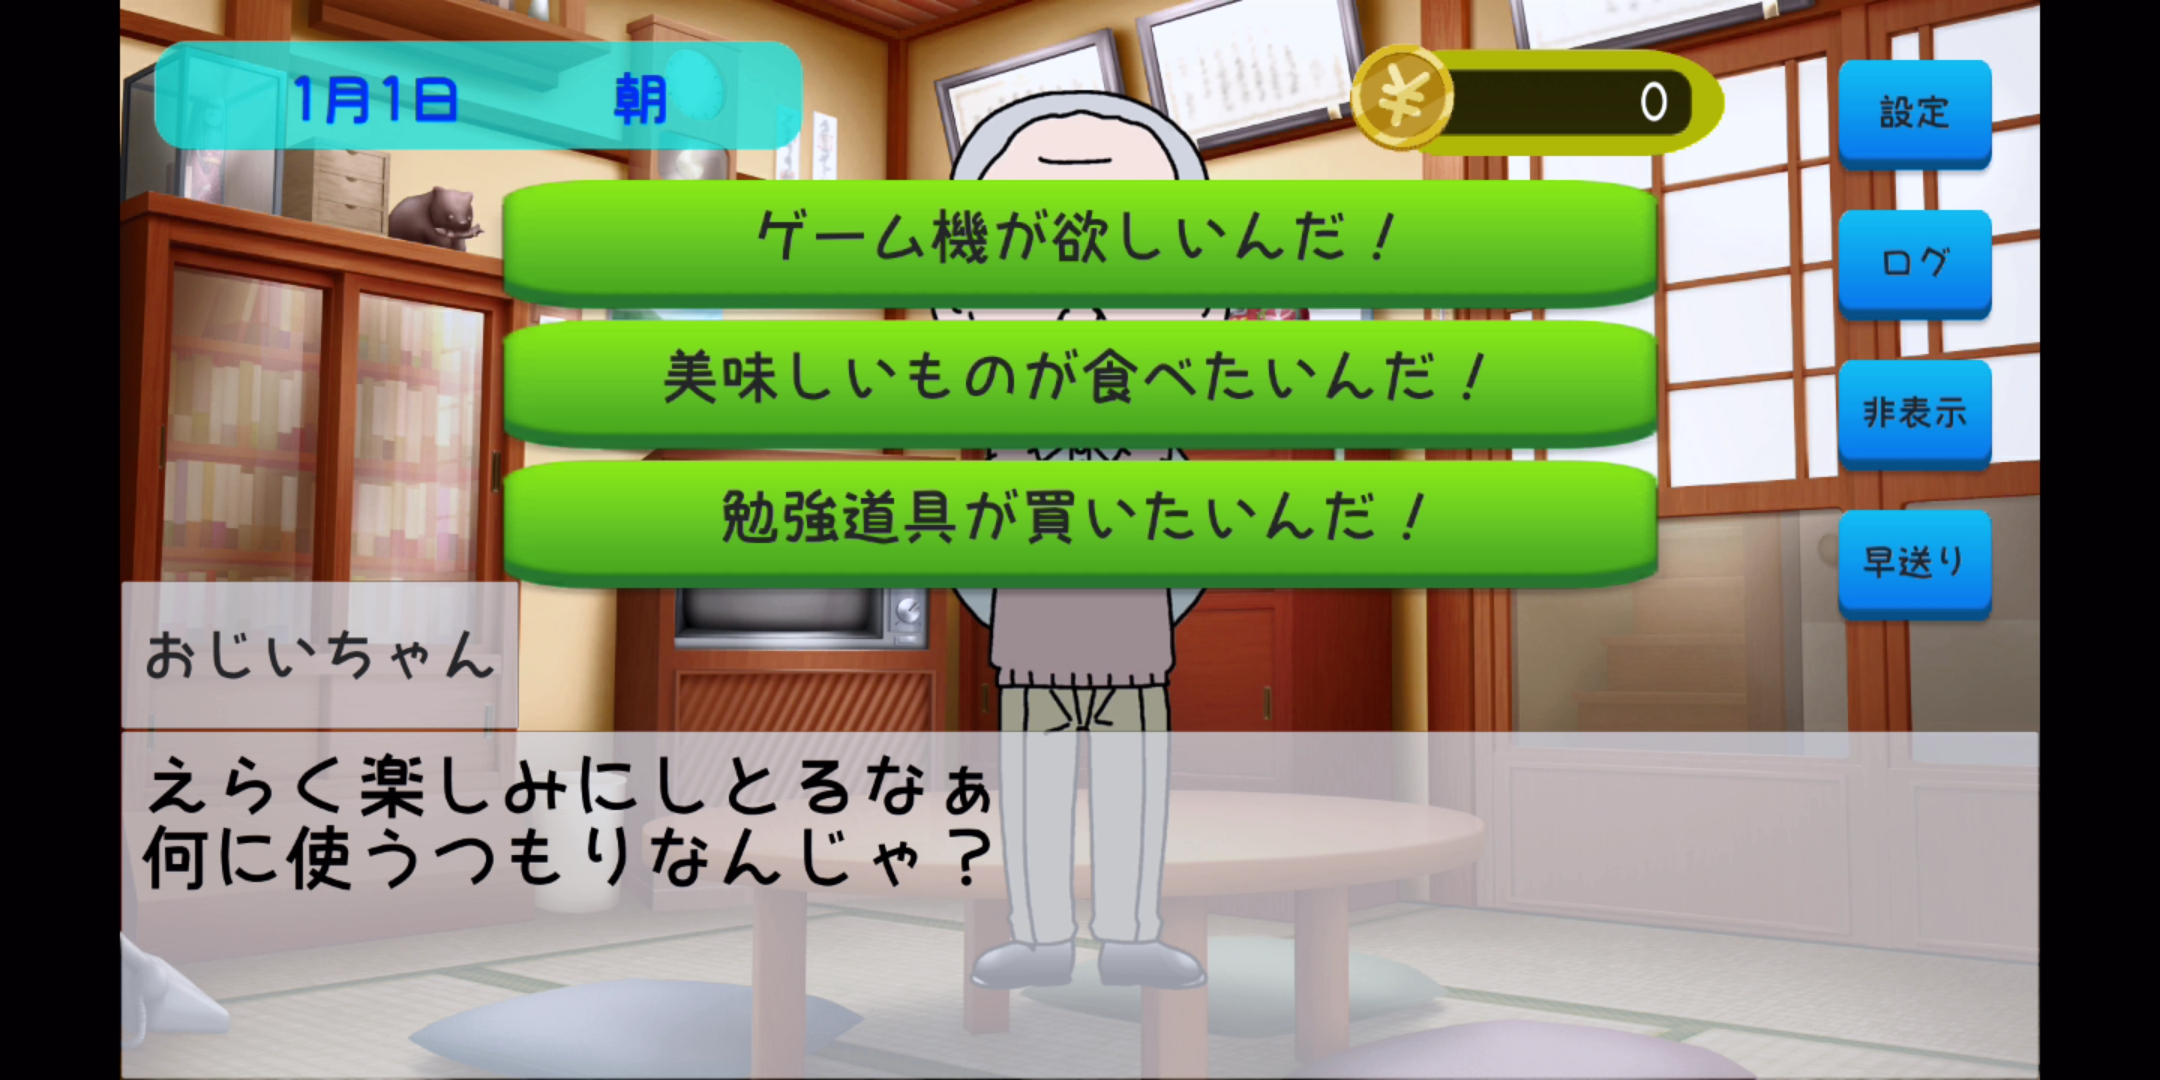 1月1日 朝
0
設定
ゲーム機が欲しいんだ！
ログ
美味しいものが食べたいんだ！
非表示
勉強道具が買いたいんだ！
早送り
おじいちゃん
えらく楽しみにしとるなぁ
何に使うつもりなんじゃ？